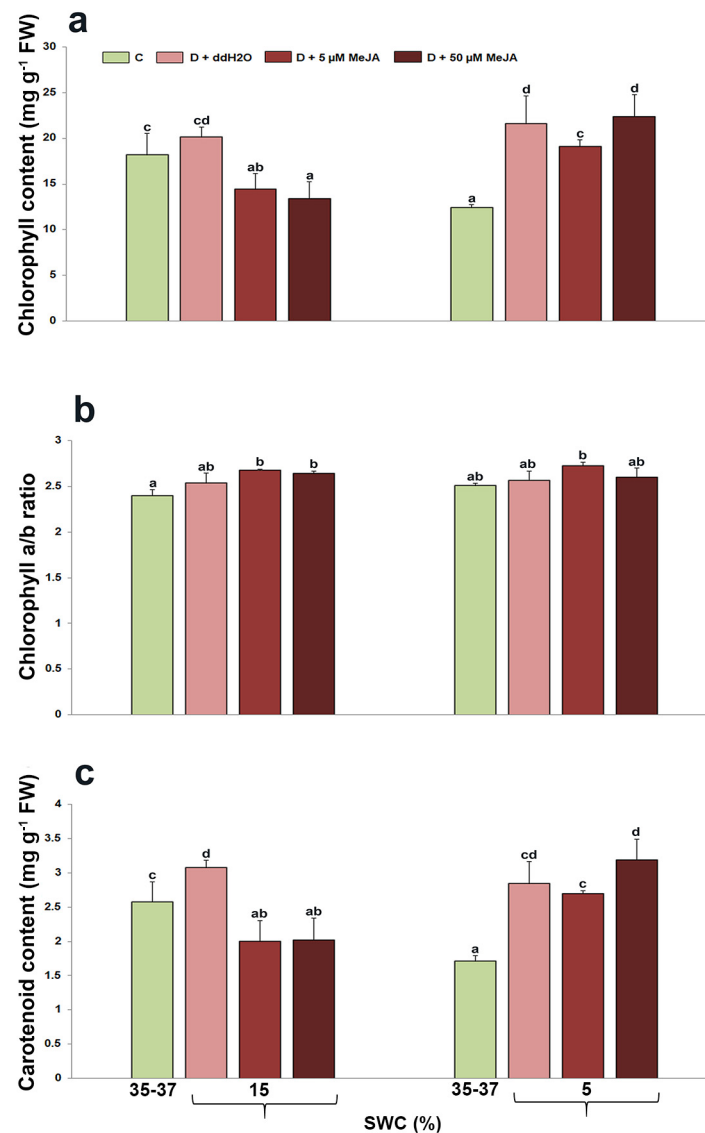 a
Chlorophyll content (mg g-1 FW)
30
25
20
15
10
5
0
C D + ddH2O D + 5 µM MeJA D + 50 µM MeJA
c cd ab a a d c d
b
Chlorophyll a/b ratio
3
2.5
2
1.5
1
0.5
0
a ab b b ab ab b ab
c
Carotenoid content (mg g-1 FW)
4
3.5
3
2.5
2
1.5
1
0.5
0
c d ab ab a cd c d
35-37 15 35-37 5
SWC (%)